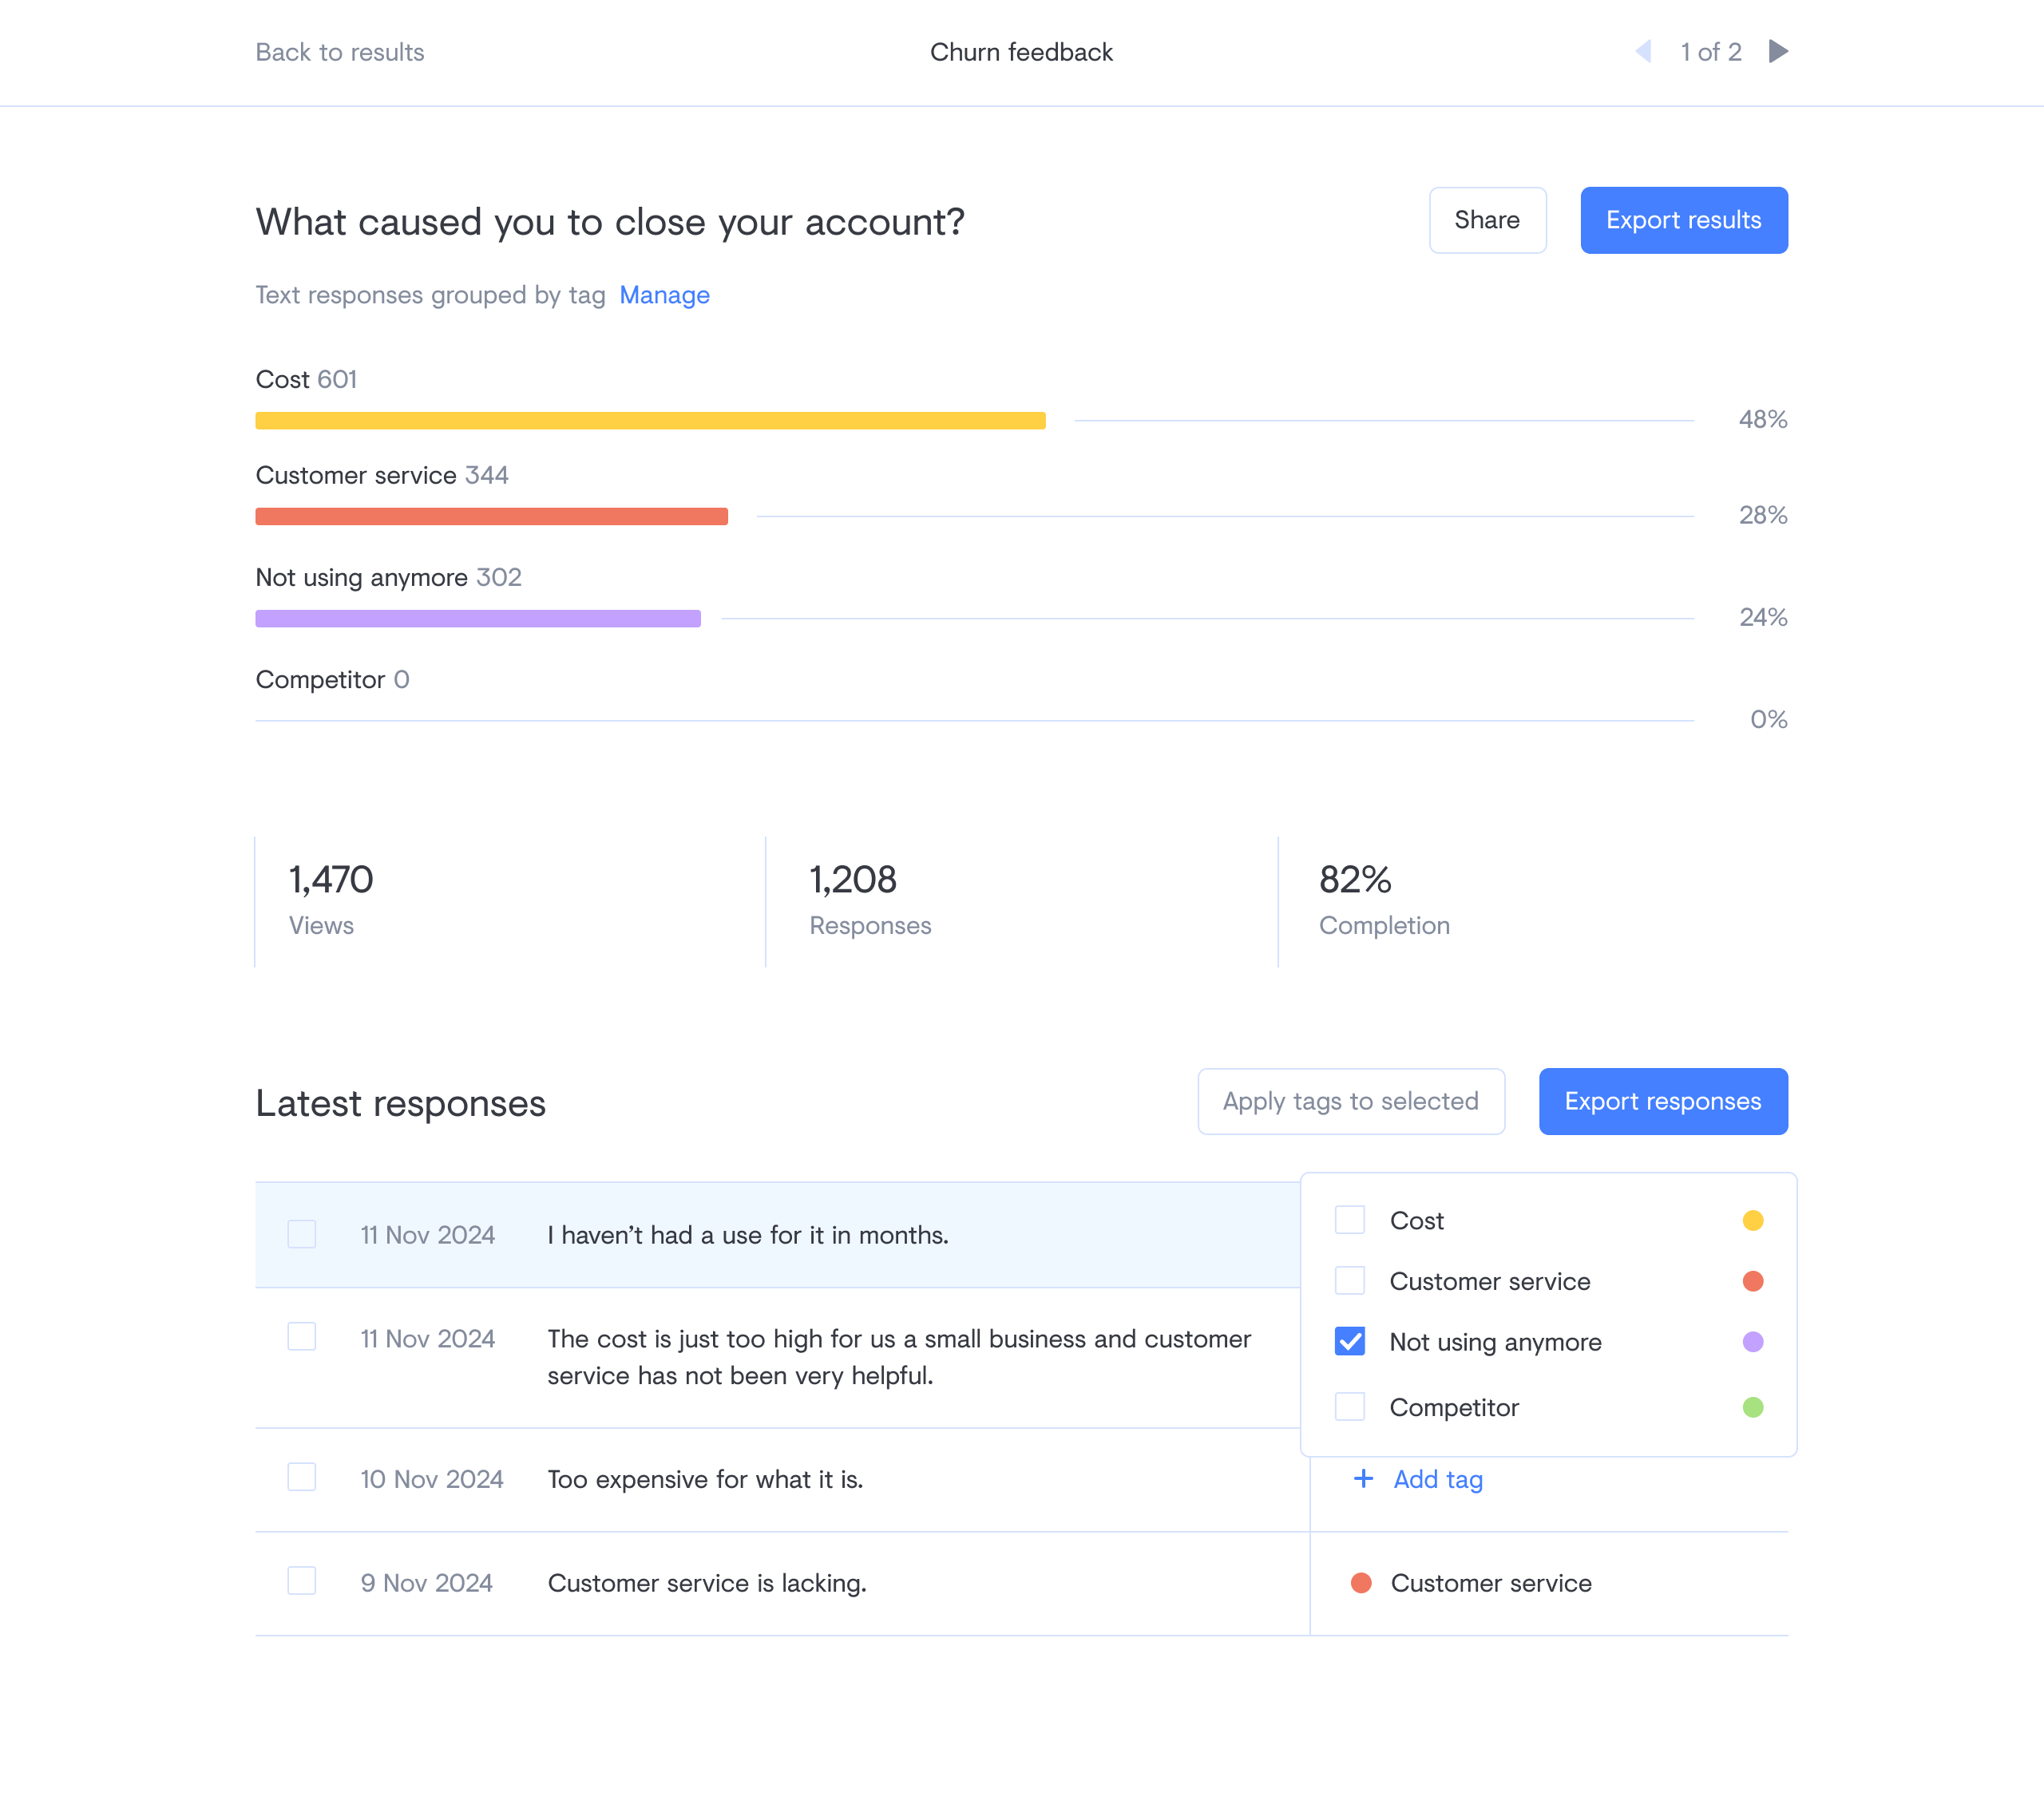 Back to results
Churn feedback
1 of 2
What caused you to close your account?
Share
Export results
Text responses grouped by tag Manage
Cost 601
48%
Customer service 344
28%
Not using anymore 302
24%
Competitor 0
0%
1,470
Views
1,208
Responses
82%
Completion
Latest responses
Apply tags to selected
Export responses
11 Nov 2024
I haven’t had a use for it in months.
11 Nov 2024
The cost is just too high for us a small business and customer
service has not been very helpful.
Cost
Customer service
Not using anymore
Competitor
10 Nov 2024
Too expensive for what it is.
+ Add tag
9 Nov 2024
Customer service is lacking.
Customer service